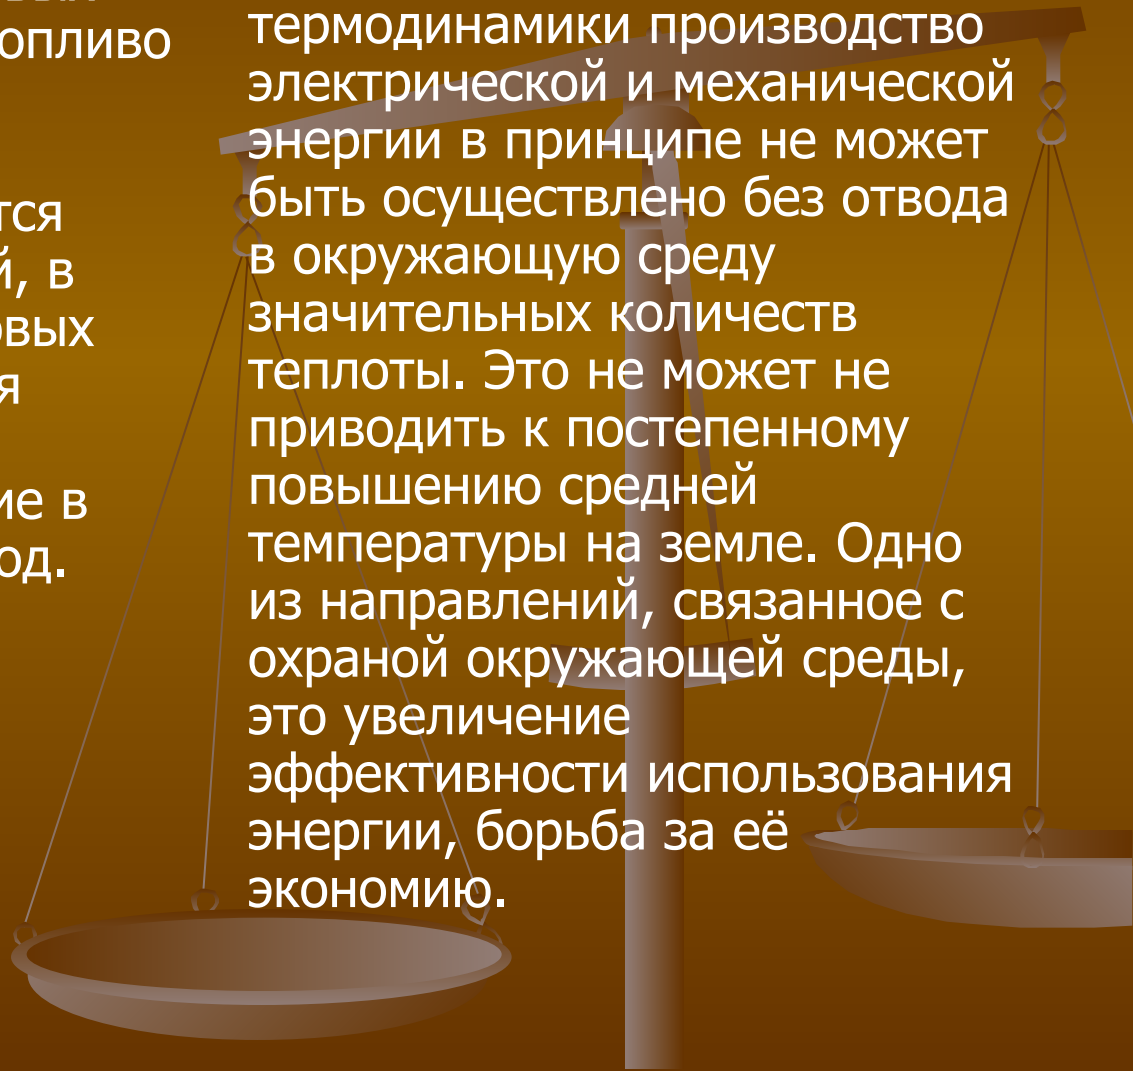 в
термодинамики производство
электрической и механической
энергии в принципе не может
быть осуществлено без отвода
в окружающую среду
значительных количеств
теплоты. Это не может не
приводить к постепенному
повышению средней
температуры на земле. Одно
из направлений, связанное с
охраной окружающей среды,
это увеличение
эффективности использования
энергии, борьба за её
экономию.